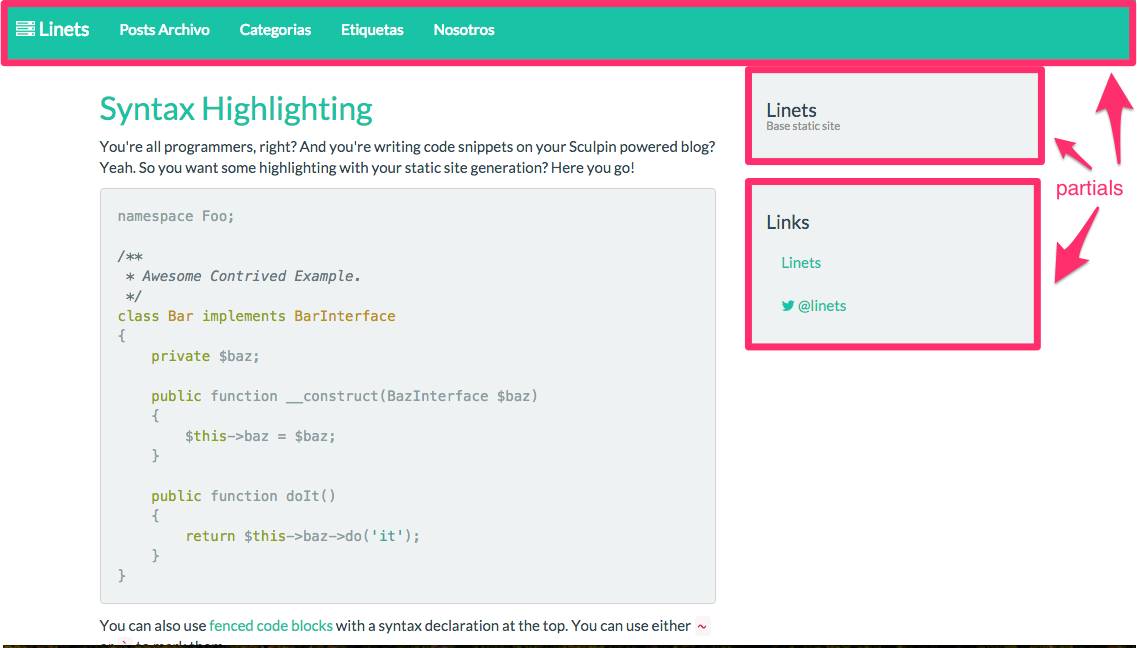 Linets Posts Archivo Categorias Etiquetas Nosotros
Syntax Highlighting
You're all programmers, right? And you're writing code snippets on your Sculpin powered blog?
Yeah. So you want some highlighting with your static site generation? Here you go!
namespace Foo;
/**
 * Awesome Contrived Example.
 */
class Bar implements BarInterface
{
    private $baz;
    public function __construct(BazInterface $baz)
    {
        $this->baz = $baz;
    }
    public function doIt()
    {
        return $this->baz->do('it');
    }
}
You can also use fenced code blocks with a syntax declaration at the top. You can use either ~
or ` to mark them
Linets
Base static site
partials
Links
Linets
@linets